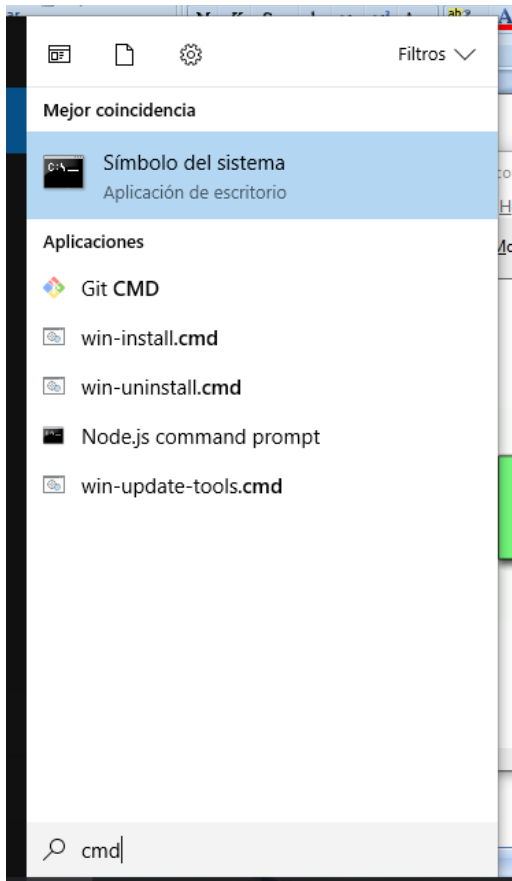 Filtros
Mejor coincidencia
C:\_
Símbolo del sistema
Aplicación de escritorio
Aplicaciones
Git CMD
win-install.cmd
win-uninstall.cmd
Node.js command prompt
win-update-tools.cmd
cmd